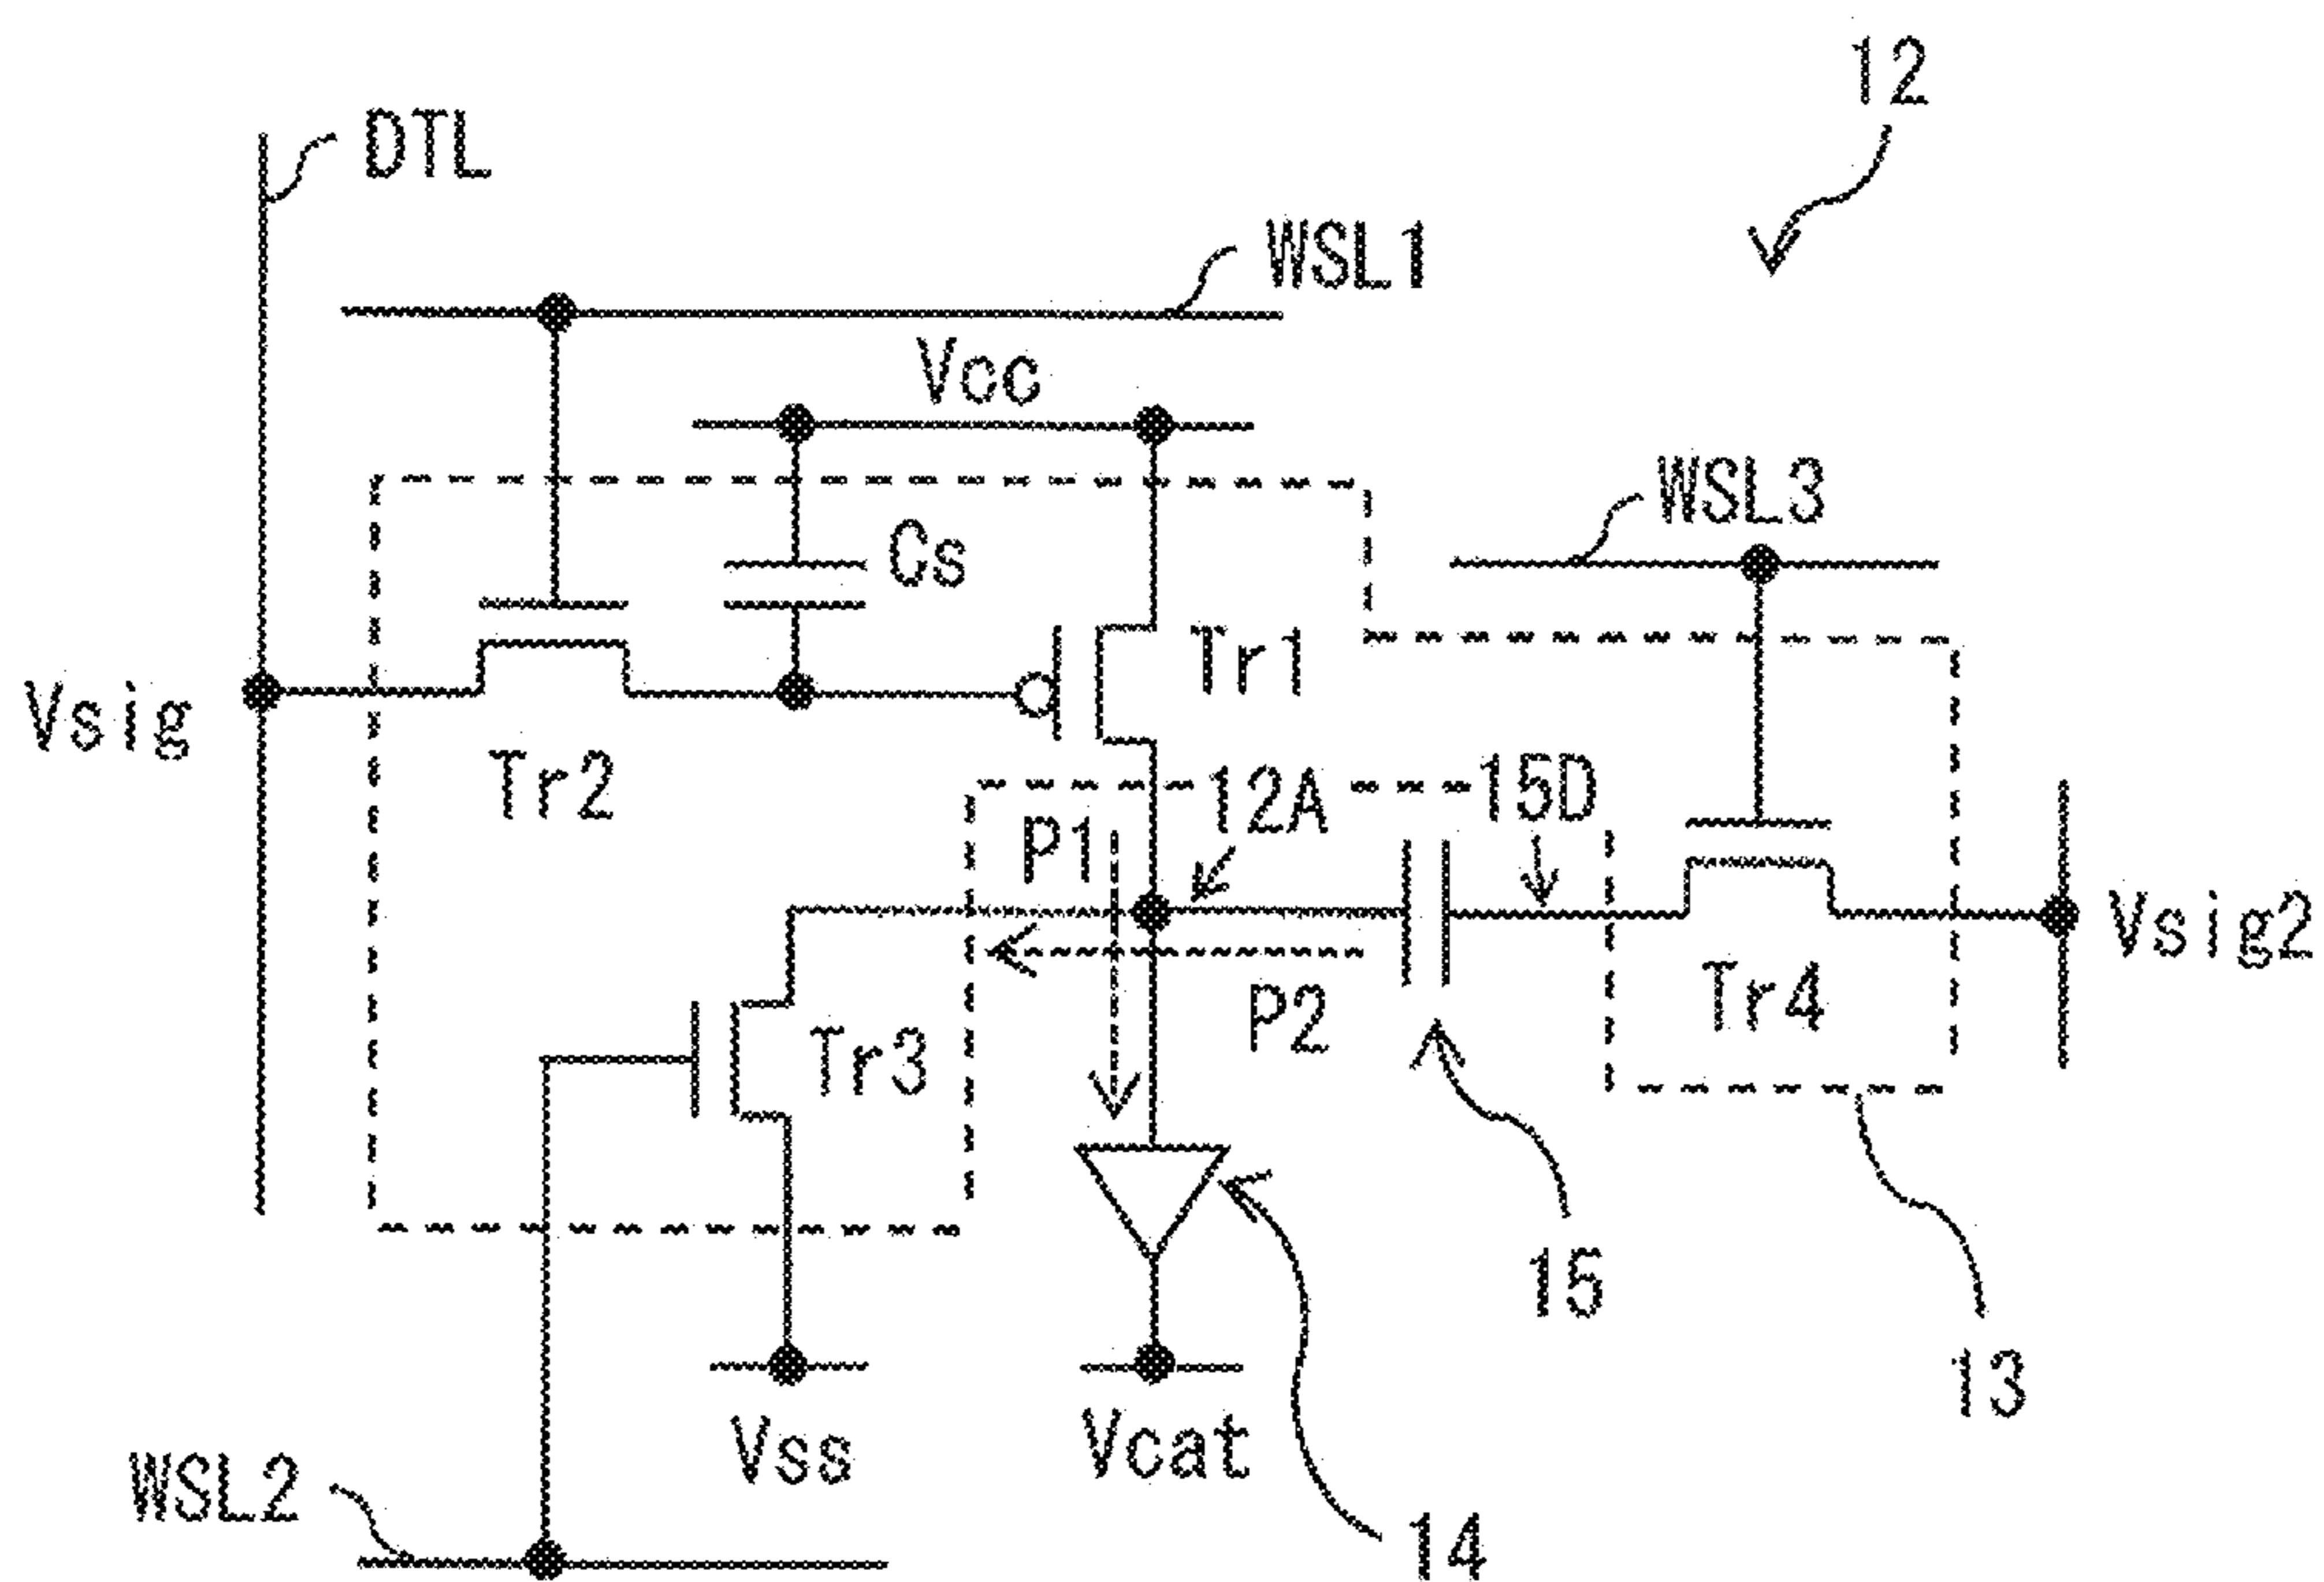 12
DTL
WSL1
Vcc
WSL3
Cs
Tr1
Vsig
Tr2
12A
15D
P1
Vsig2
Tr4
P2
Tr3
15
13
Vss
Vcat
WSL2
14